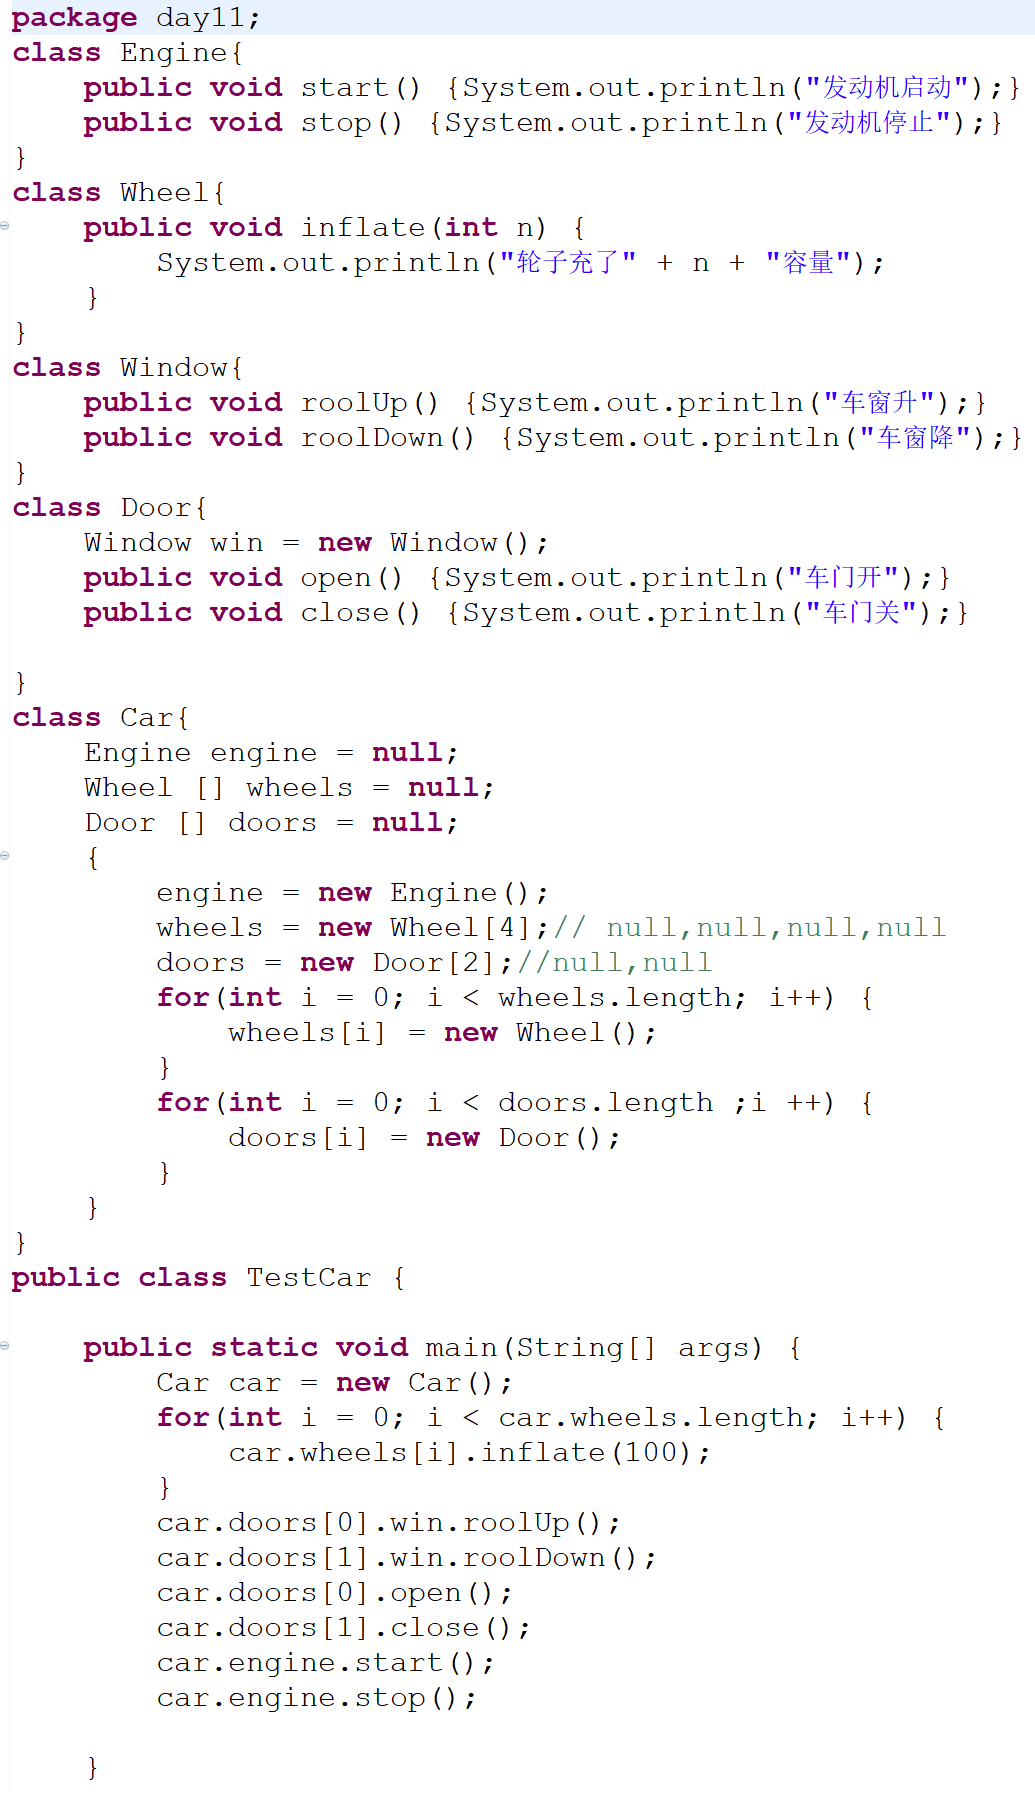 package day11;
class Engine{
    public void start() {System.out.println("发动机启动");}
    public void stop() {System.out.println("发动机停止");}
}
class Wheel{
    public void inflate(int n) {
        System.out.println("轮子充了" + n + "容量");
    }
}
class Window{
    public void roolUp() {System.out.println("车窗升");}
    public void roolDown() {System.out.println("车窗降");}
}
class Door{
    Window win = new Window();
    public void open() {System.out.println("车门开");}
    public void close() {System.out.println("车门关");}

}
class Car{
    Engine engine = null;
    Wheel [] wheels = null;
    Door [] doors = null;
    {
        engine = new Engine();
        wheels = new Wheel[4];// null,null,null,null
        doors = new Door[2];//null,null
        for(int i = 0; i < wheels.length; i++) {
            wheels[i] = new Wheel();
        }
        for(int i = 0; i < doors.length ;i ++) {
            doors[i] = new Door();
        }
    }
}
public class TestCar {

    public static void main(String[] args) {
        Car car = new Car();
        for(int i = 0; i < car.wheels.length; i++) {
            car.wheels[i].inflate(100);
        }
        car.doors[0].win.roolUp();
        car.doors[1].win.roolDown();
        car.doors[0].open();
        car.doors[1].close();
        car.engine.start();
        car.engine.stop();

    }